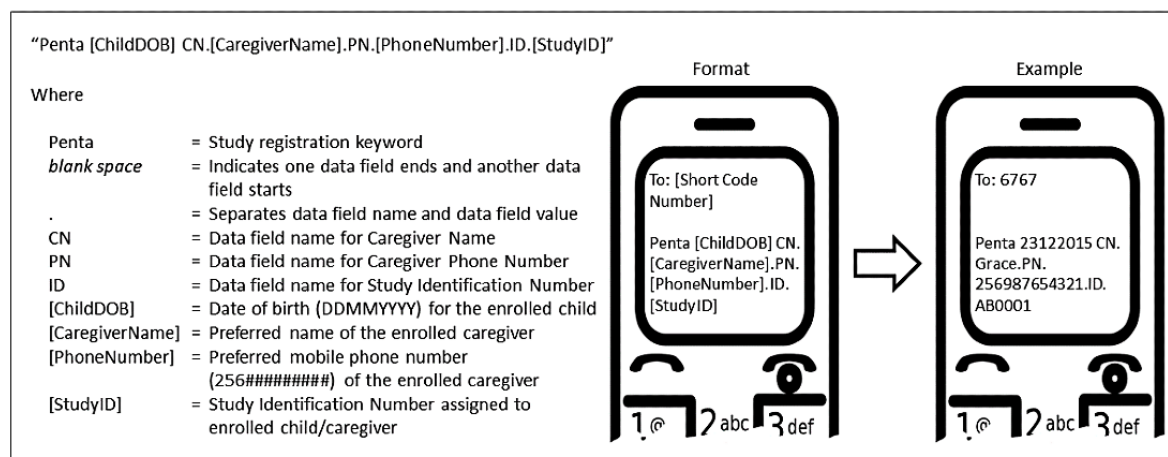 “Penta [ChildDOB] CN.[CaregiverName].PN.[PhoneNumber].ID.[StudyID]”
Where
Penta = Study registration keyword
blank space = Indicates one data field ends and another data
field starts
. = Separates data field name and data field value
CN = Data field name for Caregiver Name
PN = Data field name for Caregiver Phone Number
ID = Data field name for Study Identification Number
[ChildDOB] = Date of birth (DDMMYYYY) for the enrolled child
[CaregiverName] = Preferred name of the enrolled caregiver
[PhoneNumber] = Preferred mobile phone number
(256#########) of the enrolled caregiver
[StudyID] = Study Identification Number assigned to
enrolled child/caregiver
Format
To: [Short Code
Number]
Penta [ChildDOB] CN.
[CaregiverName].PN.
[PhoneNumber].ID.
[StudyID]
1 @ 2 abc 3 def
Example
To: 6767
Penta 23122015 CN.
Grace.PN.
256987654321.ID.
AB0001
1 @ 2 abc 3 def